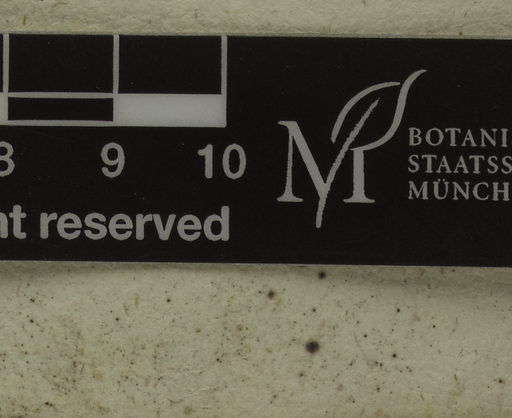 8 9 10
nt reserved
BOTANI
STAATSS
MÜNCH